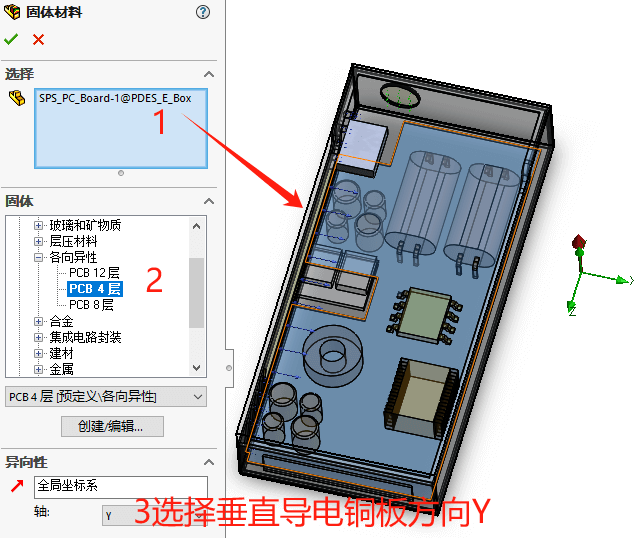 固体材料
选择
SPS_PC_Board-1@PDES_E_Box
1
固体
玻璃和矿物质
层压材料
各向异性
PCB 12 层
PCB 4 层
PCB 8 层
2
合金
集成电路封装
建材
金属
PCB 4 层 [预定义\各向异性]
创建/编辑...
异向性
全局坐标系
轴:
Y
3选择垂直导电铜板方向Y
X
Z